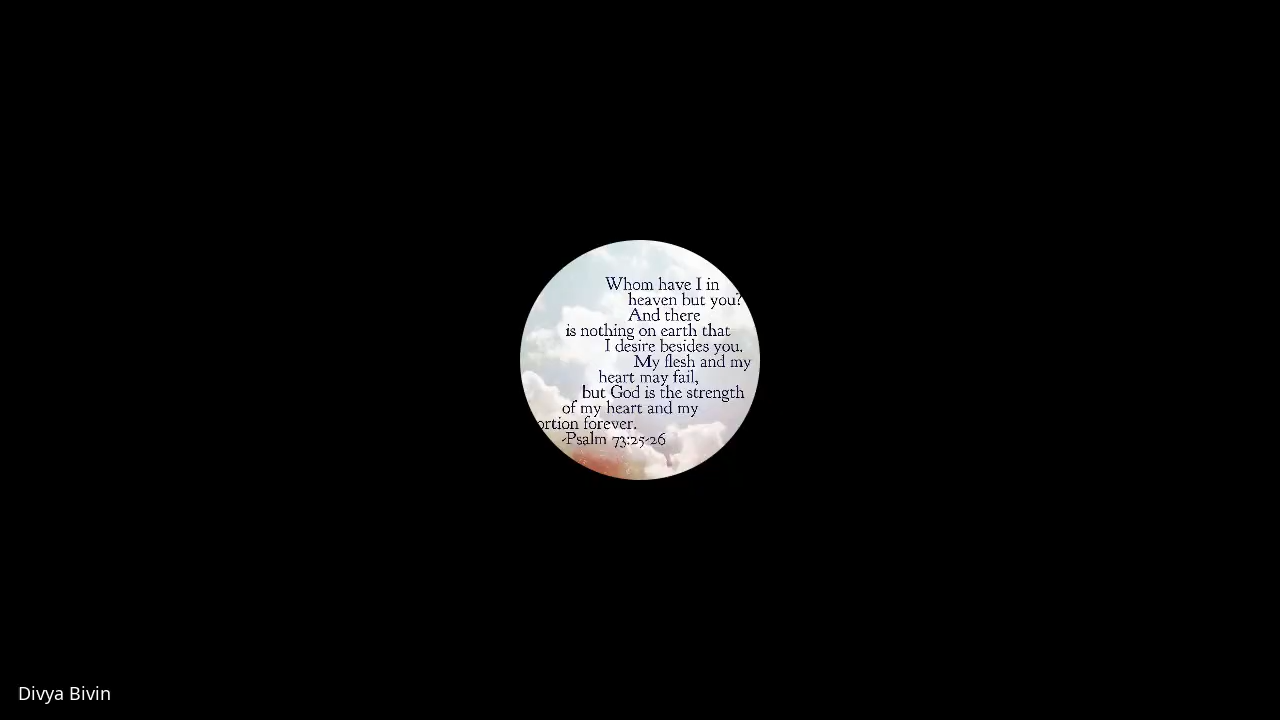 Whom have I in
heaven but you?
And there
is nothing on earth that
I desire besides you.
My flesh and my
heart may fail,
but God is the strength
of my heart and my
ortion forever.
-Psalm 73:25-26
Divya Bivin